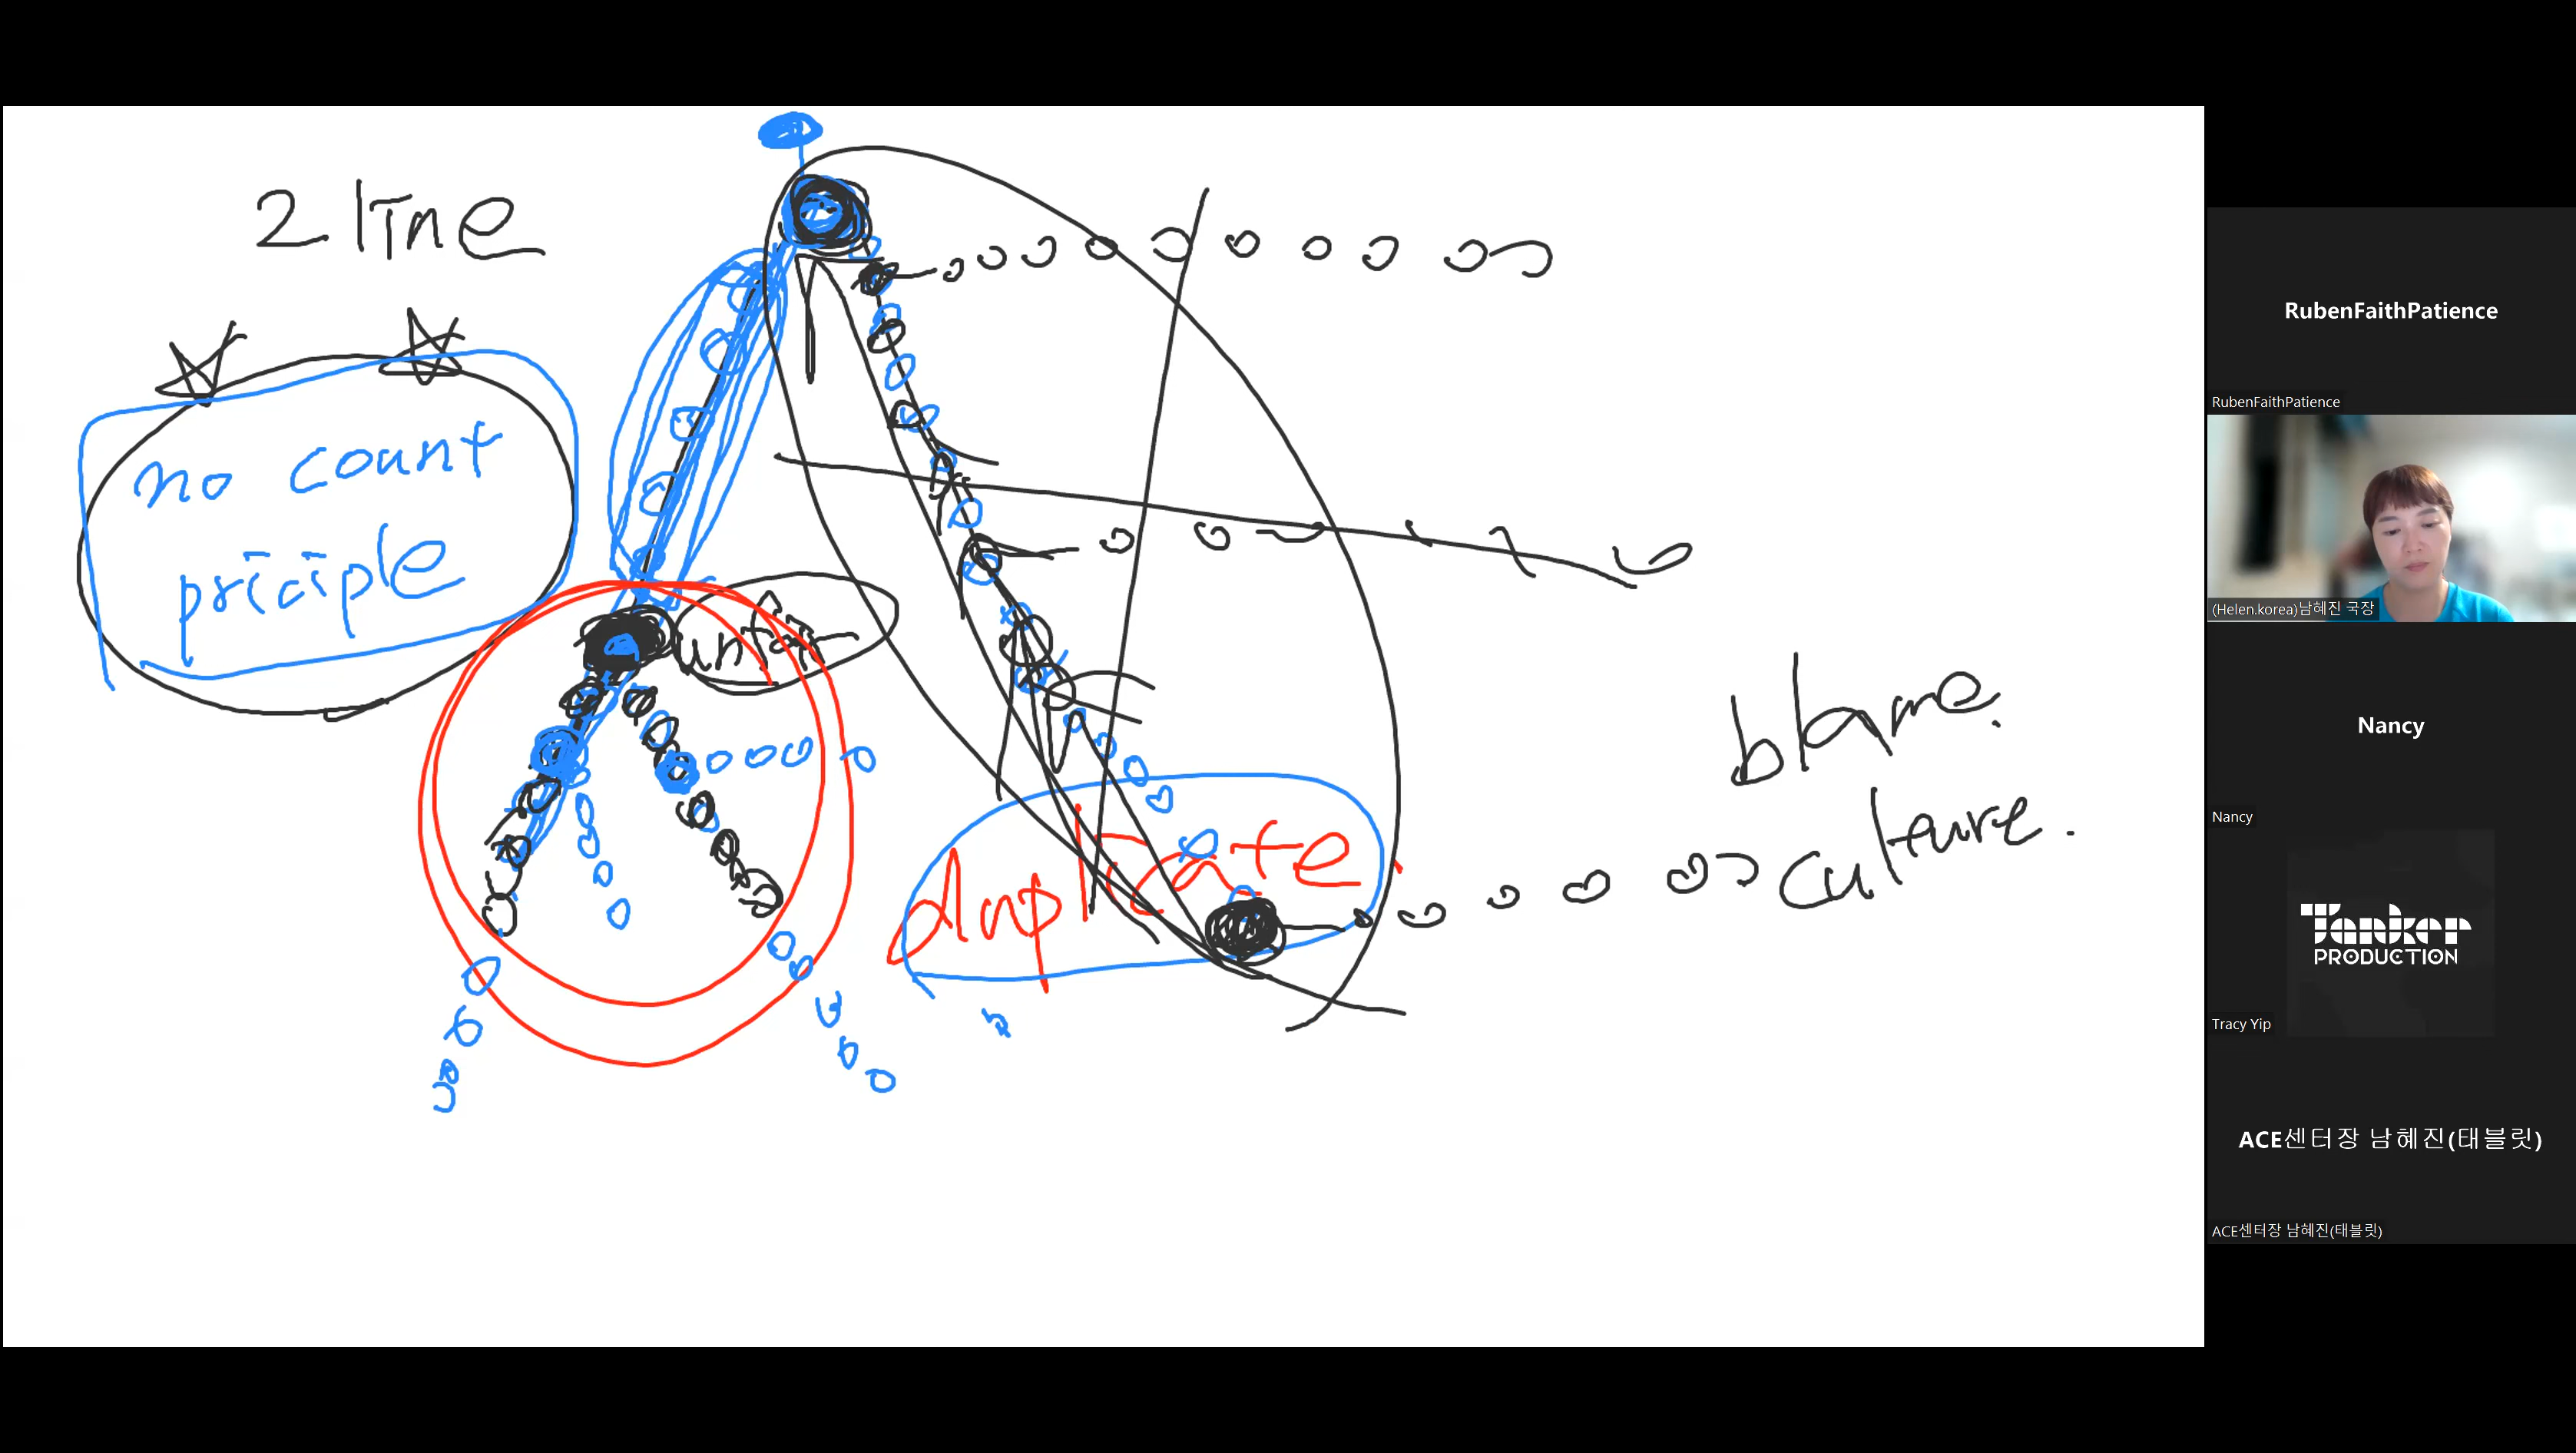 2 line
no count
priciple
unfair
duplicate
blame.
culture.
RubenFaithPatience
RubenFaithPatience
(Helen.korea)남혜진 국장
Nancy
Nancy
Tanker
PRODUCTION
Tracy Yip
ACE센터장 남혜진(태블릿)
ACE센터장 남혜진(태블릿)